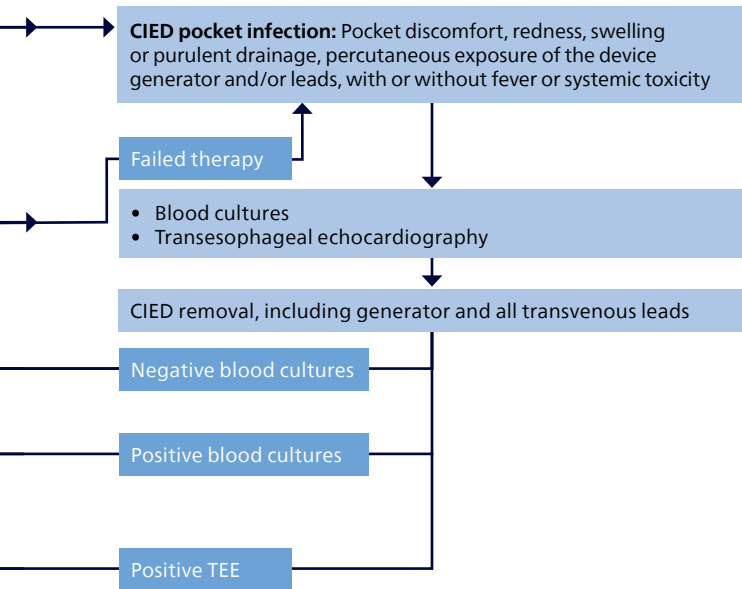 CIED pocket infection: Pocket discomfort, redness, swelling
or purulent drainage, percutaneous exposure of the device
generator and/or leads, with or without fever or systemic toxicity
Failed therapy
• Blood cultures
• Transesophageal echocardiography
CIED removal, including generator and all transvenous leads
Negative blood cultures
Positive blood cultures
Positive TEE